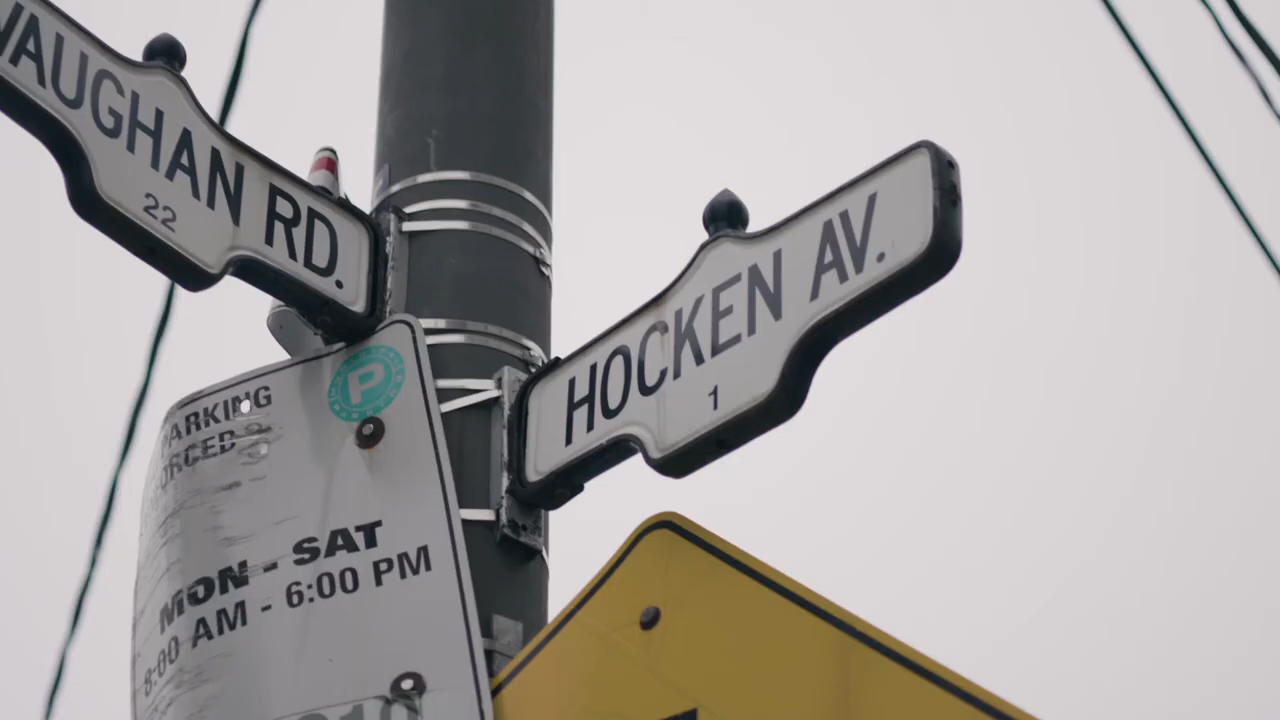 VAUGHAN RD.
22
HOCKEN AV.
1
P
PARKING
MON - SAT
8:00 AM - 6:00 PM